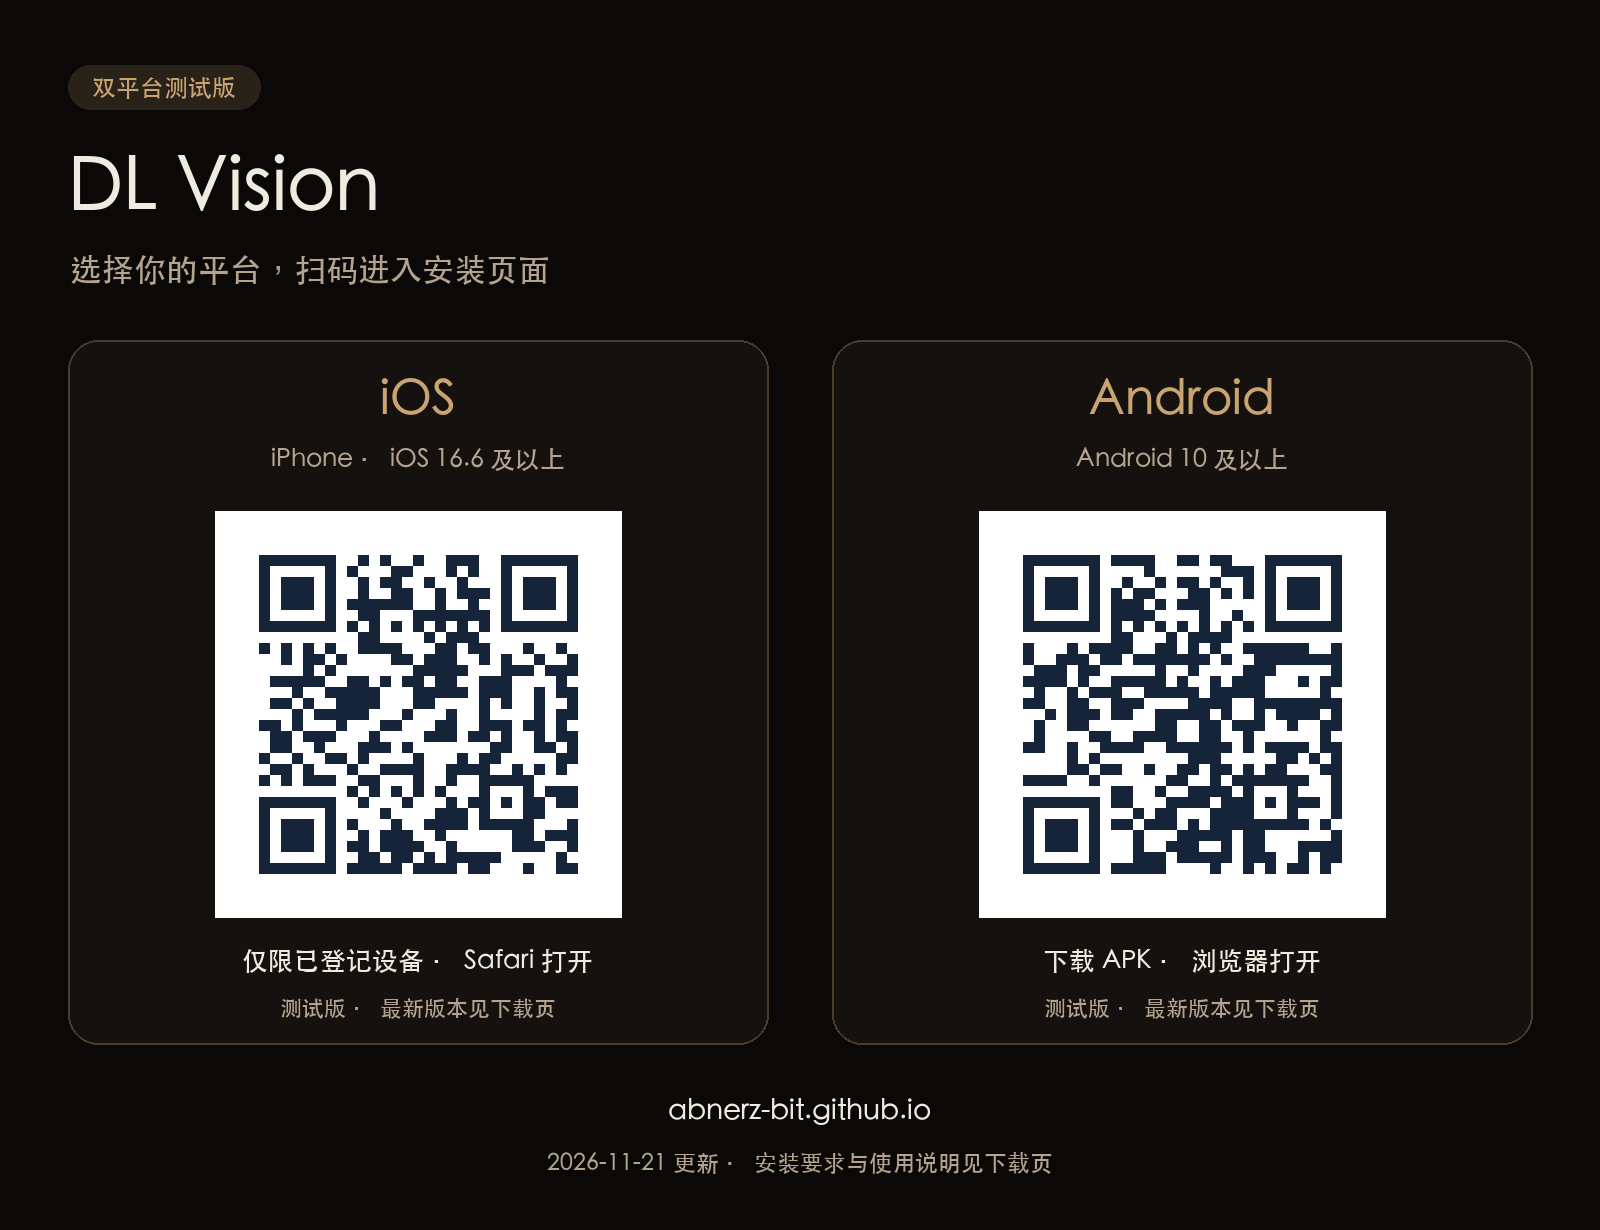 双平台测试版
DL Vision
选择你的平台，扫码进入安装页面
iOS
iPhone · iOS 16.6 及以上
仅限已登记设备 · Safari 打开
测试版 · 最新版本见下载页
Android
Android 10 及以上
下载 APK · 浏览器打开
测试版 · 最新版本见下载页
abnerz-bit.github.io
2026-11-21 更新 · 安装要求与使用说明见下载页